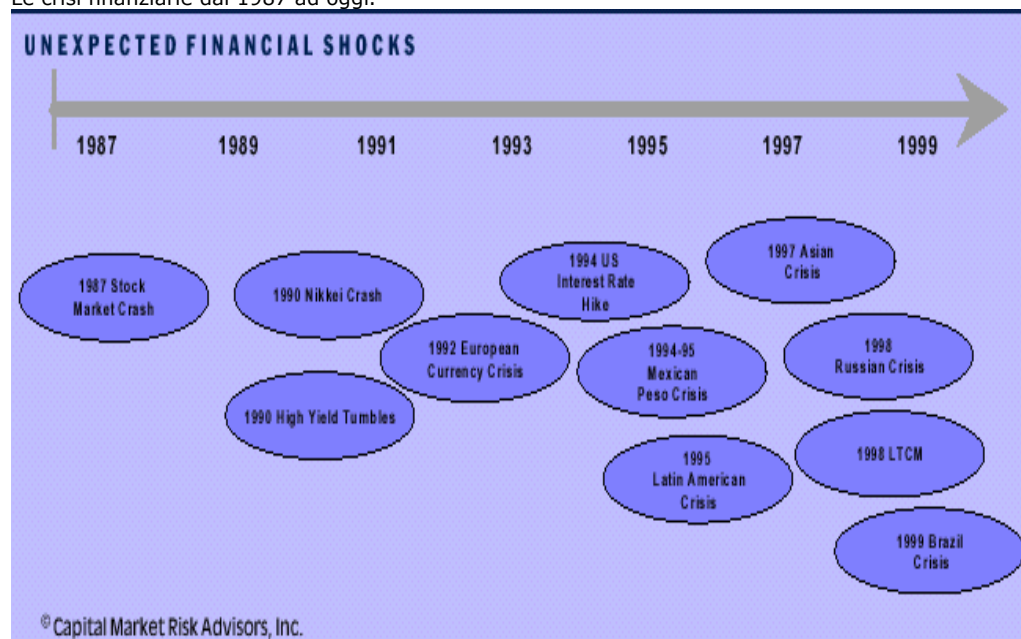 Le crisi finanziarie dal 1987 ad oggi.
UNEXPECTED FINANCIAL SHOCKS
1987 1989 1991 1993 1995 1997 1999
1987 Stock
Market Crash
1990 Nikkei Crash
1990 High Yield Tumbles
1992 European
Currency Crisis
1994 US
Interest Rate
Hike
1994-95
Mexican
Peso Crisis
1995
Latin American
Crisis
1997 Asian
Crisis
1998
Russian Crisis
1998 LTCM
1999 Brazil
Crisis
© Capital Market Risk Advisors, Inc.